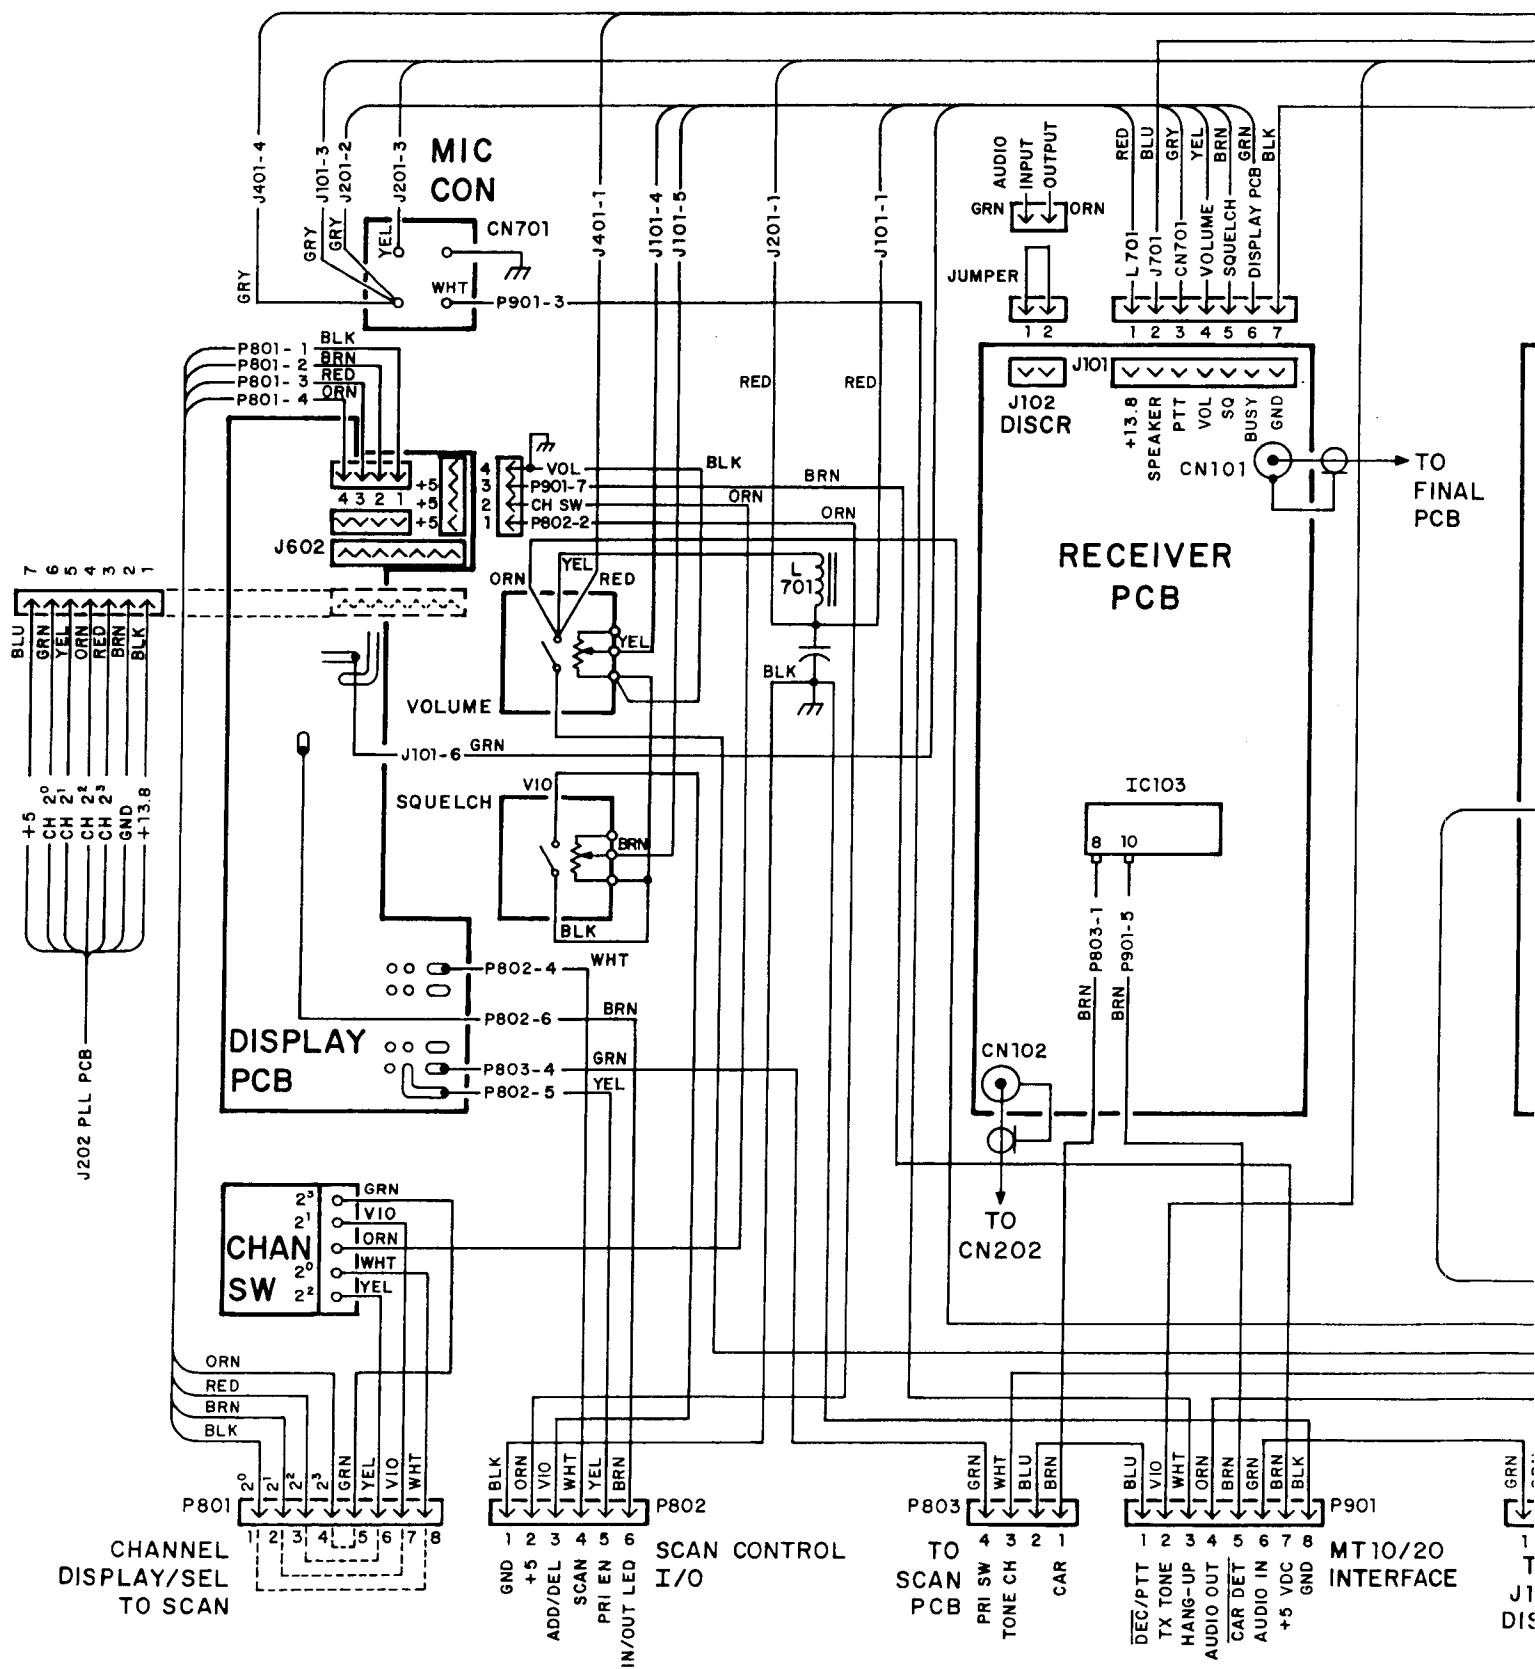 J401-4
J101-3
J201-2
J201-3
MIC
CON
CN701
GRY
GRY
GRY
YEL
WHT
P901-3
J401-1
J101-4
J101-5
J201-1
J101-1
AUDIO
INPUT
OUTPUT
GRN
ORN
JUMPER
1 2
RED
BLU
GRY
YEL
BRN
GRN
BLK
L701
J701
CN701
VOLUME
SQUELCH
DISPLAY PCB
1 2 3 4 5 6 7
J101
J102
DISCR
+13.8
SPEAKER
PTT
VOL
SQ
BUSY
GND
CN101
TO
FINAL
PCB
RECEIVER
PCB
P801-1 BLK
P801-2 BRN
P801-3 RED
P801-4 ORN
4 3 2 1
+5
+5
+5
J602
4 VOL BLK
3 P901-7 BRN
2 CH SW ORN
1 P802-2 ORN
RED
RED
7 6 5 4 3 2 1
BLU
GRN
YEL
ORN
RED
BRN
BLK
+5
CH 2⁰
CH 2¹
CH 2²
CH 2³
GND
+13.8
J202 PLL PCB
ORN
YEL
RED
L
701
YEL
BLK
VOLUME
J101-6 GRN
VIO
SQUELCH
BRN
BLK
IC103
8 10
P803-1
P901-5
BRN
BRN
P802-4 WHT
P802-6 BRN
P803-4 GRN
P802-5 YEL
DISPLAY
PCB
CN102
TO
CN202
2³ GRN
2¹ VIO
ORN
2⁰ WHT
2² YEL
CHAN
SW
ORN
RED
BRN
BLK
2⁰
2¹
2²
2³
GRN
YEL
VIO
WHT
P801
1 2 3 4 5 6 7 8
CHANNEL
DISPLAY/SEL
TO SCAN
BLK
ORN
VIO
WHT
YEL
BRN
P802
1 2 3 4 5 6
GND
+5
ADD/DEL
SCAN
PRI EN
IN/OUT LED
SCAN CONTROL
I/O
GRN
WHT
BLU
BRN
P803
4 3 2 1
TO
SCAN
PCB
PRI SW
TONE CH
CAR
BLU
VIO
WHT
ORN
BRN
GRN
BRN
BLK
P901
1 2 3 4 5 6 7 8
DEC/PTT
TX TONE
HANG-UP
AUDIO OUT
CAR DET
AUDIO IN
+5 VDC
GND
MT10/20
INTERFACE
GRN
1
J1